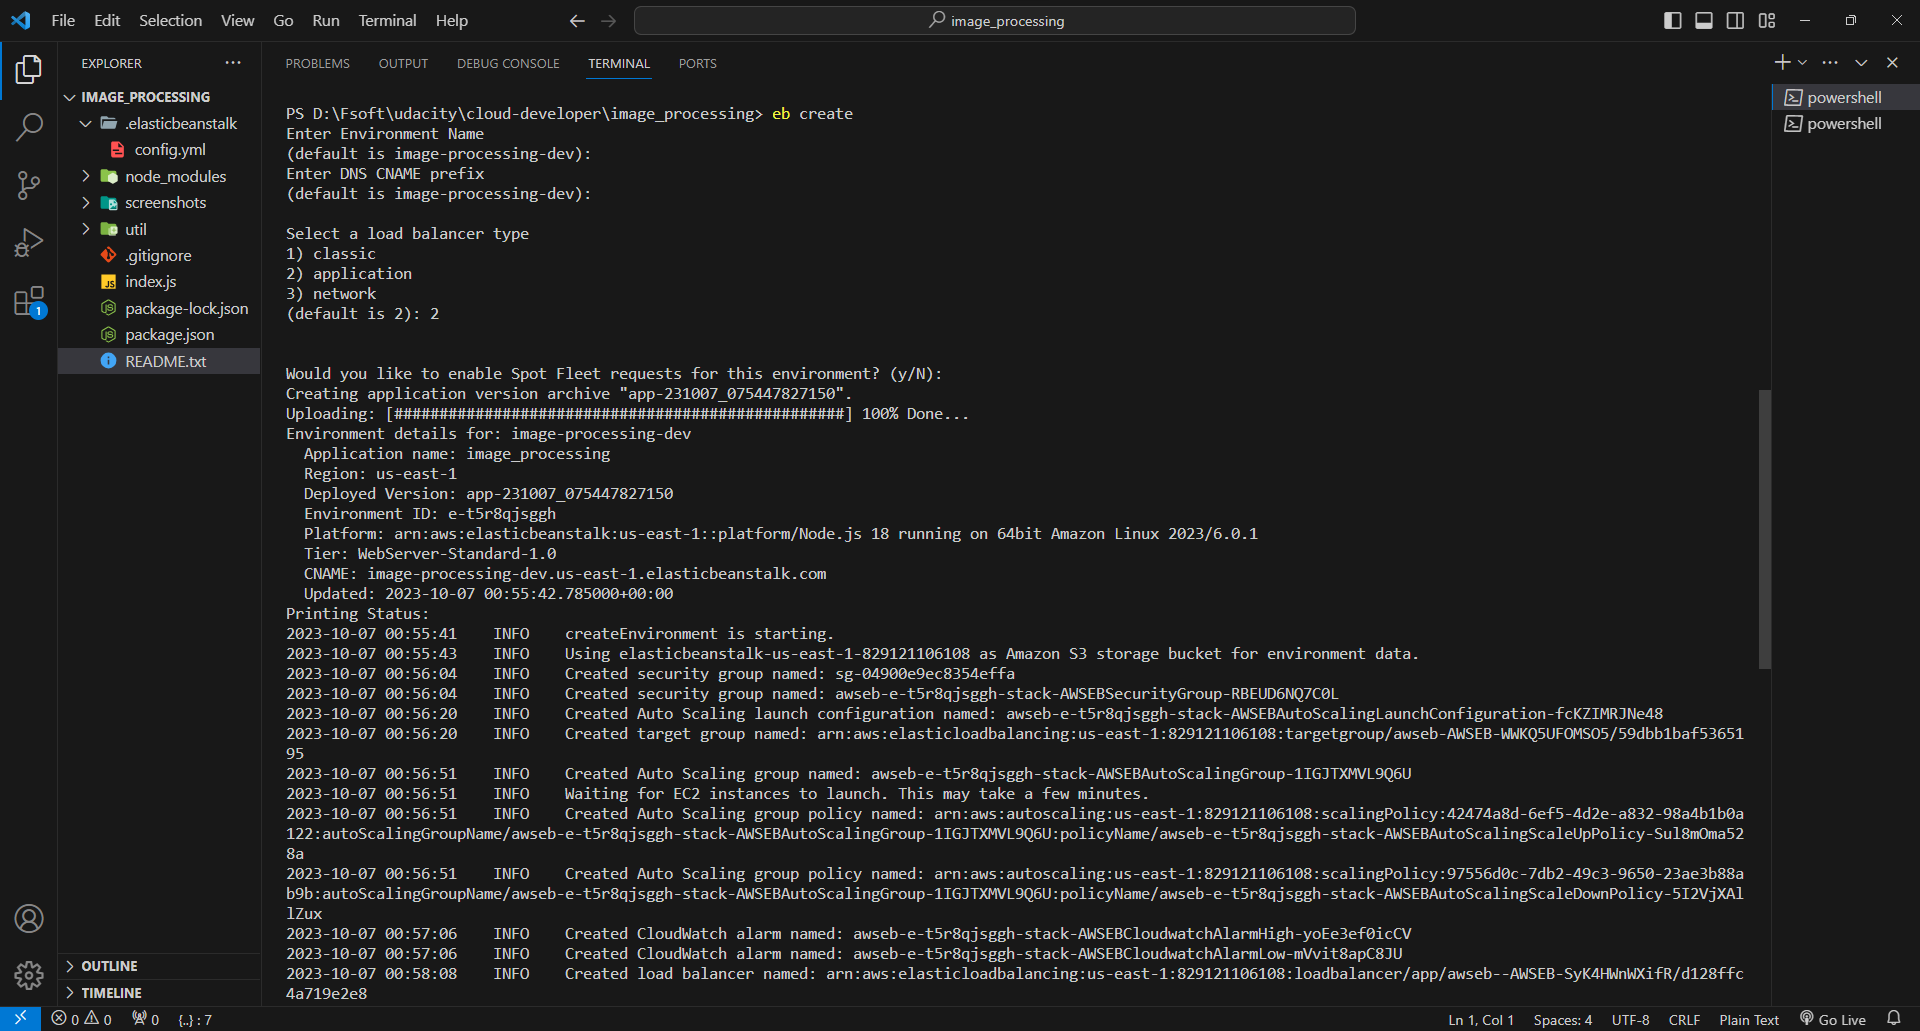 File Edit Selection View Go Run Terminal Help
image_processing
EXPLORER
IMAGE_PROCESSING
.elasticbeanstalk
config.yml
node_modules
screenshots
util
.gitignore
index.js
package-lock.json
package.json
README.txt
OUTLINE
TIMELINE
1
PROBLEMS OUTPUT DEBUG CONSOLE TERMINAL PORTS
powershell
powershell
PS D:\Fsoft\udacity\cloud-developer\image_processing> eb create
Enter Environment Name
(default is image-processing-dev):
Enter DNS CNAME prefix
(default is image-processing-dev):
Select a load balancer type
1) classic
2) application
3) network
(default is 2): 2
Would you like to enable Spot Fleet requests for this environment? (y/N):
Creating application version archive "app-231007_075447827150".
Uploading: [##################################################] 100% Done...
Environment details for: image-processing-dev
Application name: image_processing
Region: us-east-1
Deployed Version: app-231007_075447827150
Environment ID: e-t5r8qjsggh
Platform: arn:aws:elasticbeanstalk:us-east-1::platform/Node.js 18 running on 64bit Amazon Linux 2023/6.0.1
Tier: WebServer-Standard-1.0
CNAME: image-processing-dev.us-east-1.elasticbeanstalk.com
Updated: 2023-10-07 00:55:42.785000+00:00
Printing Status:
2023-10-07 00:55:41 INFO createEnvironment is starting.
2023-10-07 00:55:43 INFO Using elasticbeanstalk-us-east-1-829121106108 as Amazon S3 storage bucket for environment data.
2023-10-07 00:56:04 INFO Created security group named: sg-04900e9ec8354effa
2023-10-07 00:56:04 INFO Created security group named: awseb-e-t5r8qjsggh-stack-AWSEBSecurityGroup-RBEUD6NQ7C0L
2023-10-07 00:56:20 INFO Created Auto Scaling launch configuration named: awseb-e-t5r8qjsggh-stack-AWSEBAutoScalingLaunchConfiguration-fcKZIMRJNe48
2023-10-07 00:56:20 INFO Created target group named: arn:aws:elasticloadbalancing:us-east-1:829121106108:targetgroup/awseb-AWSEB-WWKQ5UFOMSO5/59dbb1baf53651
95
2023-10-07 00:56:51 INFO Created Auto Scaling group named: awseb-e-t5r8qjsggh-stack-AWSEBAutoScalingGroup-1IGJTXMVL9Q6U
2023-10-07 00:56:51 INFO Waiting for EC2 instances to launch. This may take a few minutes.
2023-10-07 00:56:51 INFO Created Auto Scaling group policy named: arn:aws:autoscaling:us-east-1:829121106108:scalingPolicy:42474a8d-6ef5-4d2e-a832-98a4b1b0a
122:autoScalingGroupName/awseb-e-t5r8qjsggh-stack-AWSEBAutoScalingGroup-1IGJTXMVL9Q6U:policyName/awseb-e-t5r8qjsggh-stack-AWSEBAutoScalingScaleUpPolicy-Sul8mOma52
8a
2023-10-07 00:56:51 INFO Created Auto Scaling group policy named: arn:aws:autoscaling:us-east-1:829121106108:scalingPolicy:97556d0c-7db2-49c3-9650-23ae3b88a
b9b:autoScalingGroupName/awseb-e-t5r8qjsggh-stack-AWSEBAutoScalingGroup-1IGJTXMVL9Q6U:policyName/awseb-e-t5r8qjsggh-stack-AWSEBAutoScalingScaleDownPolicy-5I2VjXAl
lZux
2023-10-07 00:57:06 INFO Created CloudWatch alarm named: awseb-e-t5r8qjsggh-stack-AWSEBCloudwatchAlarmHigh-yoEe3ef0icCV
2023-10-07 00:57:06 INFO Created CloudWatch alarm named: awseb-e-t5r8qjsggh-stack-AWSEBCloudwatchAlarmLow-mVvit8apC8JU
2023-10-07 00:58:08 INFO Created load balancer named: arn:aws:elasticloadbalancing:us-east-1:829121106108:loadbalancer/app/awseb--AWSEB-SyK4HWnWXifR/d128ffc
4a719e2e8
0 0 0 {..} : 7 Ln 1, Col 1 Spaces: 4 UTF-8 CRLF Plain Text Go Live